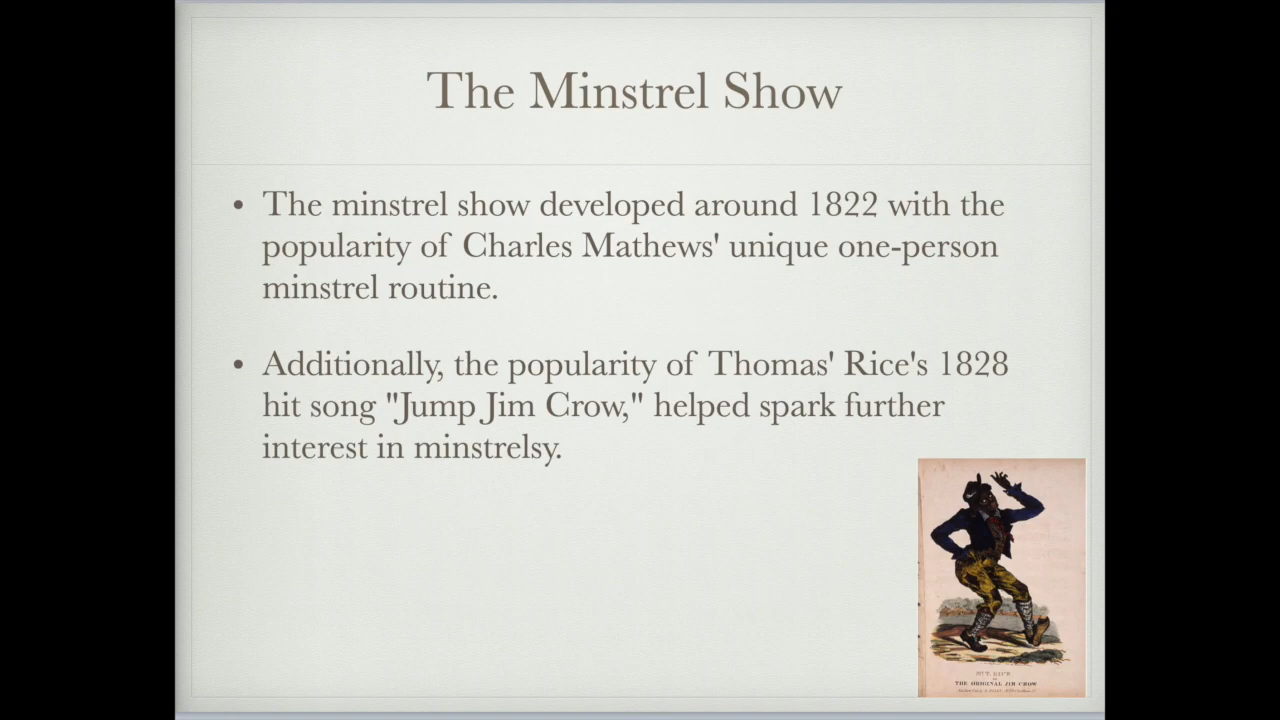 The Minstrel Show
• The minstrel show developed around 1822 with the
popularity of Charles Mathews' unique one-person
minstrel routine.
• Additionally, the popularity of Thomas' Rice's 1828
hit song "Jump Jim Crow," helped spark further
interest in minstrelsy.
THE ORIGINAL JIM CROW